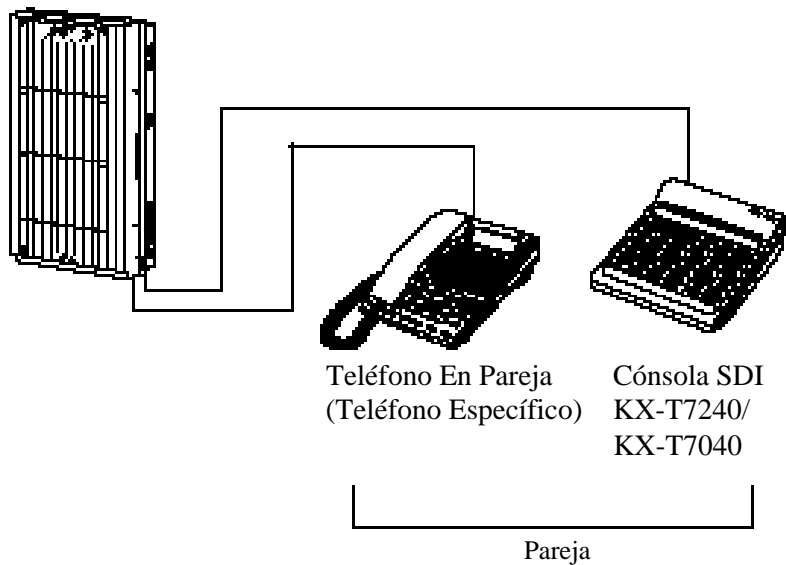 Teléfono En Pareja
(Teléfono Específico)
Cónsola SDI
KX-T7240/
KX-T7040
Pareja